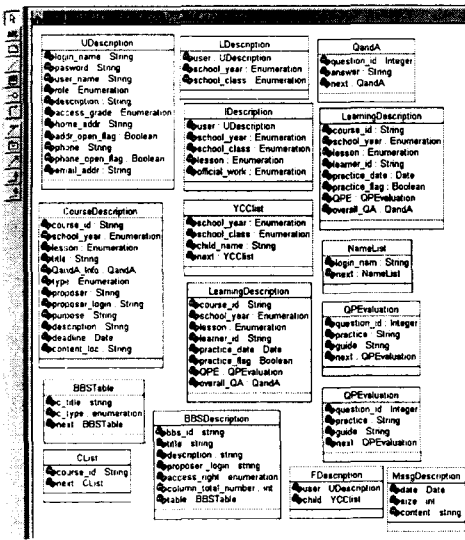 UDescription
login_name : String
pasword : String
user_name : String
role : Enumeration
description : String
access_grade : Enumeration
home_addr : String
addr_open_flag : Boolean
phone : String
phone_open_flag : Boolean
email_addr : String
LDescription
user : UDescription
school_year : Enumeration
school_class : Enumeration
QandA
question_id : Integer
answer : String
next : QandA
IDescription
user : UDescription
school_year : Enumeration
school_class : Enumeration
lesson : Enumeration
official_work : Enumeration
LearningDescription
course_id : String
school_year : Enumeration
lesson : Enumeration
learner_id : String
practice_date : Date
practice_flag : Boolean
QPE : QPEvaluation
overall_QA : QandA
CourseDescription
course_id : String
school_year : Enumeration
lesson : Enumeration
title : String
QandA_Info : QandA
type : Enumeration
proposer : String
proposer_login : String
purpose : String
description : String
deadline : Date
content_loc : String
YCClist
school_year : Enumeration
school_class : Enumeration
child_name : String
next : YCClist
NameList
login_nam : String
next : NameList
LearningDescription
course_id : String
school_year : Enumeration
lesson : Enumeration
learner_id : String
practice_date : Date
practice_flag : Boolean
QPE : QPEvaluation
overall_QA : QandA
QPEvaluation
question_id : Integer
practice : String
guide : String
next : QPEvaluation
BBSTable
c_title : string
c_type : enumeration
next : BBSTable
QPEvaluation
question_id : Integer
practice : String
guide : String
next : QPEvaluation
BBSDescription
bbs_id : string
title : string
description : string
proposer_login : string
access_right : enumeration
column_total_number : int
table : BBSTable
CList
course_id : String
next : CList
FDescription
user : UDescription
child : YCClist
MssgDescription
date : Date
size : int
content : string